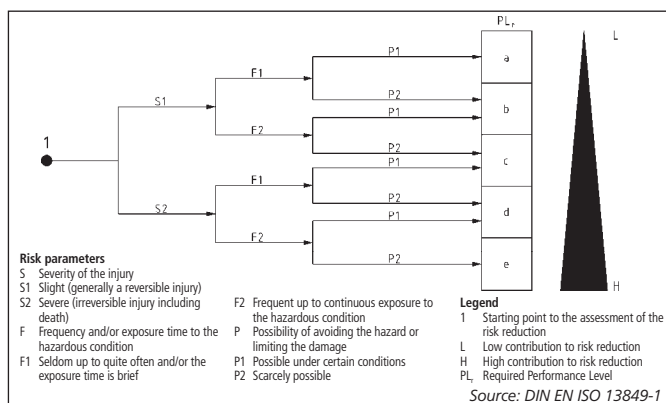 PLr
L
P1
a
F1
P2
S1
b
P1
F2
P2
1
c
P1
F1
P2
S2
d
P1
F2
P2
e
H
Risk parameters
S Severity of the injury
S1 Slight (generally a reversible injury)
S2 Severe (irreversible injury including
death)
F Frequency and/or exposure time to the
hazardous condition
F1 Seldom up to quite often and/or the
exposure time is brief
F2 Frequent up to continuous exposure to
the hazardous condition
P Possibility of avoiding the hazard or
limiting the damage
P1 Possible under certain conditions
P2 Scarcely possible
Legend
1 Starting point to the assessment of the
risk reduction
L Low contribution to risk reduction
H High contribution to risk reduction
PLr Required Performance Level
Source: DIN EN ISO 13849-1